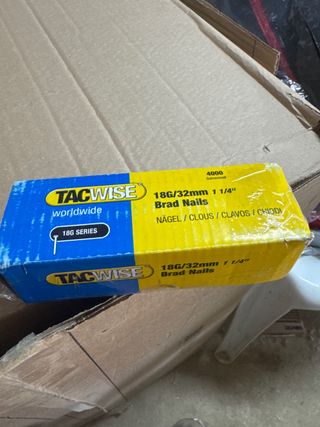 4000
Galvanised
TACWISE
worldwide
18G SERIES
18G/32mm 1 1/4"
Brad Nails
NÄGEL / CLOUS / CLAVOS / CHIODI
TACWISE
18G/32mm 1 1/4"
Brad Nails